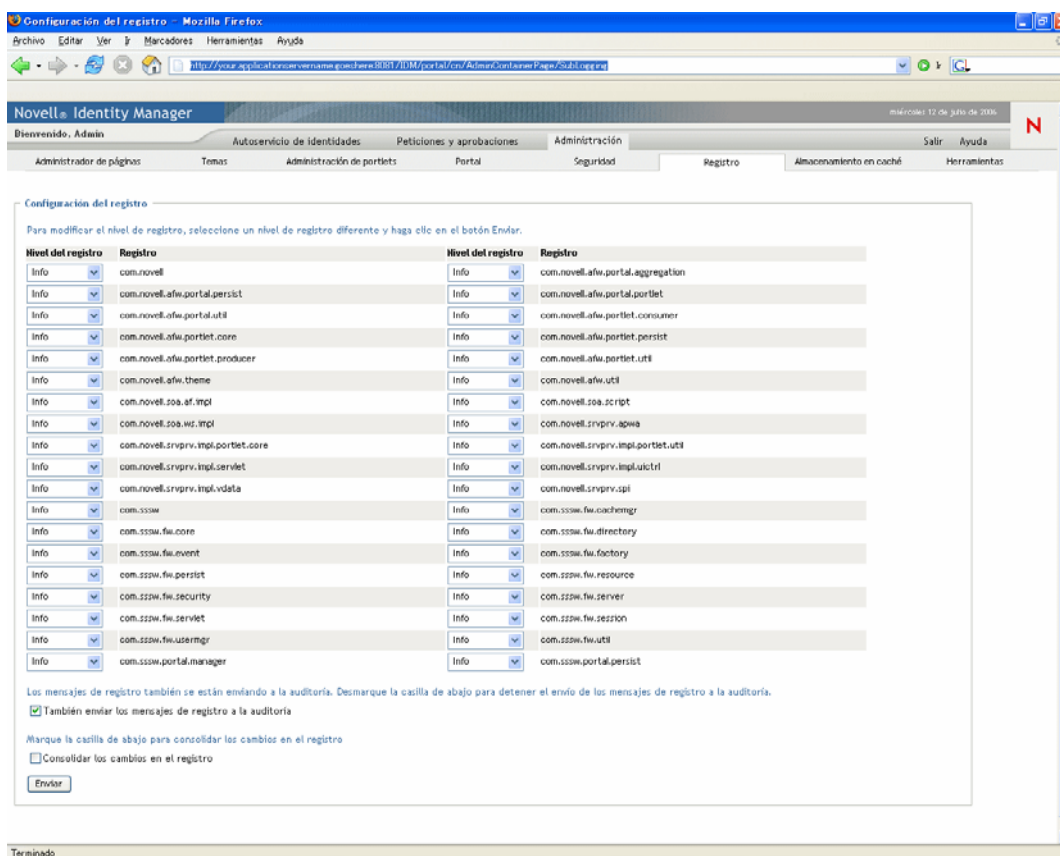 Configuración del registro - Mozilla Firefox
Archivo Editar Ver Ir Marcadores Herramientas Ayuda
http://your.applicationservername.goeshere:8081/IDM/portal/cn/AdminContainerPage/SubLogging
G
Novell® Identity Manager miércoles 12 de julio de 2006
N
Bienvenido, Admin
Autoservicio de identidades Peticiones y aprobaciones Administración Salir Ayuda
Administrador de páginas Temas Administración de portlets Portal Seguridad Registro Almacenamiento en caché Herramientas
Configuración del registro
Para modificar el nivel de registro, seleccione un nivel de registro diferente y haga clic en el botón Enviar.
Nivel del registro Registro Nivel del registro Registro
Info com.novell Info com.novell.afw.portal.aggregation
Info com.novell.afw.portal.persist Info com.novell.afw.portal.portlet
Info com.novell.afw.portal.util Info com.novell.afw.portlet.consumer
Info com.novell.afw.portlet.core Info com.novell.afw.portlet.persist
Info com.novell.afw.portlet.producer Info com.novell.afw.portlet.util
Info com.novell.afw.theme Info com.novell.afw.util
Info com.novell.soa.af.impl Info com.novell.soa.script
Info com.novell.soa.ws.impl Info com.novell.srvprv.apwa
Info com.novell.srvprv.impl.portlet.core Info com.novell.srvprv.impl.portlet.util
Info com.novell.srvprv.impl.servlet Info com.novell.srvprv.impl.uictrl
Info com.novell.srvprv.impl.vdata Info com.novell.srvprv.spi
Info com.sssw Info com.sssw.fw.cachemgr
Info com.sssw.fw.core Info com.sssw.fw.directory
Info com.sssw.fw.event Info com.sssw.fw.factory
Info com.sssw.fw.persist Info com.sssw.fw.resource
Info com.sssw.fw.security Info com.sssw.fw.server
Info com.sssw.fw.servlet Info com.sssw.fw.session
Info com.sssw.fw.usermgr Info com.sssw.fw.util
Info com.sssw.portal.manager Info com.sssw.portal.persist
Los mensajes de registro también se están enviando a la auditoría. Desmarque la casilla de abajo para detener el envío de los mensajes de registro a la auditoría.
También enviar los mensajes de registro a la auditoría
Marque la casilla de abajo para consolidar los cambios en el registro
Consolidar los cambios en el registro
Enviar
Terminado